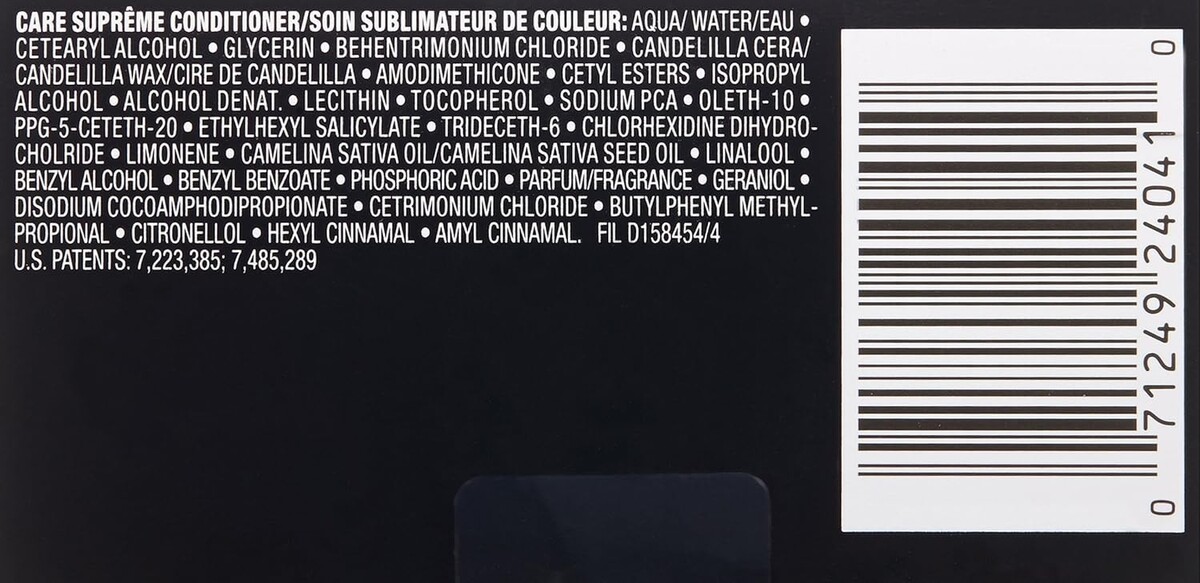 CARE SUPRÊME CONDITIONER/SOIN SUBLIMATEUR DE COULEUR: AQUA/ WATER/EAU •
CETEARYL ALCOHOL • GLYCERIN • BEHENTRIMONIUM CHLORIDE • CANDELILLA CERA/
CANDELILLA WAX/CIRE DE CANDELILLA • AMODIMETHICONE • CETYL ESTERS • ISOPROPYL
ALCOHOL • ALCOHOL DENAT. • LECITHIN • TOCOPHEROL • SODIUM PCA • OLETH-10 •
PPG-5-CETETH-20 • ETHYLHEXYL SALICYLATE • TRIDECETH-6 • CHLORHEXIDINE DIHYDRO-
CHOLRIDE • LIMONENE • CAMELINA SATIVA OIL/CAMELINA SATIVA SEED OIL • LINALOOL •
BENZYL ALCOHOL • BENZYL BENZOATE • PHOSPHORIC ACID • PARFUM/FRAGRANCE • GERANIOL •
DISODIUM COCOAMPHODIPROPIONATE • CETRIMONIUM CHLORIDE • BUTYLPHENYL METHYL-
PROPIONAL • CITRONELLOL • HEXYL CINNAMAL • AMYL CINNAMAL. FIL D158454/4
U.S. PATENTS: 7,223,385; 7,485,289
0 71249 24041 0